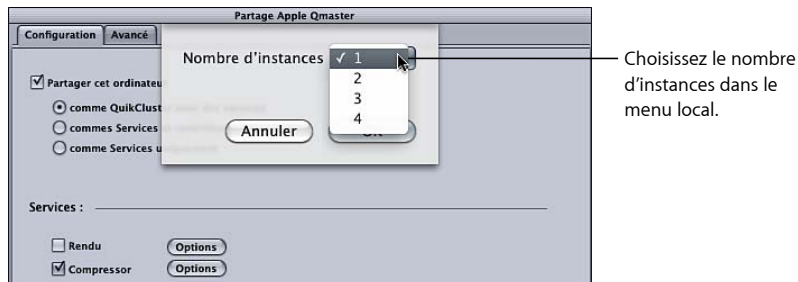 Partage Apple Qmaster
Configuration Avancé
Nombre d'instances ✓ 1
2
3
4
Annuler OK
Partager cet ordinateu
comme QuikClust
commes Services
comme Services u
Services :
Rendu Options
Compressor Options
Choisissez le nombre
d'instances dans le
menu local.